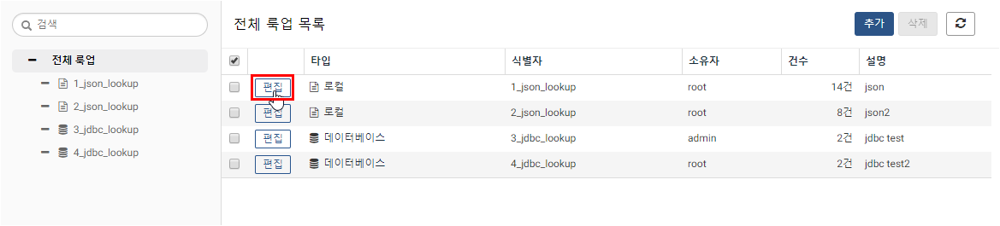 검색
전체 룩업
1_json_lookup
2_json_lookup
3_jdbc_lookup
4_jdbc_lookup
전체 룩업 목록
추가 삭제
타입 식별자 소유자 건수 설명
편집 로컬 1_json_lookup root 14건 json
편집 로컬 2_json_lookup root 8건 json2
편집 데이터베이스 3_jdbc_lookup admin 2건 jdbc test
편집 데이터베이스 4_jdbc_lookup root 2건 jdbc test2